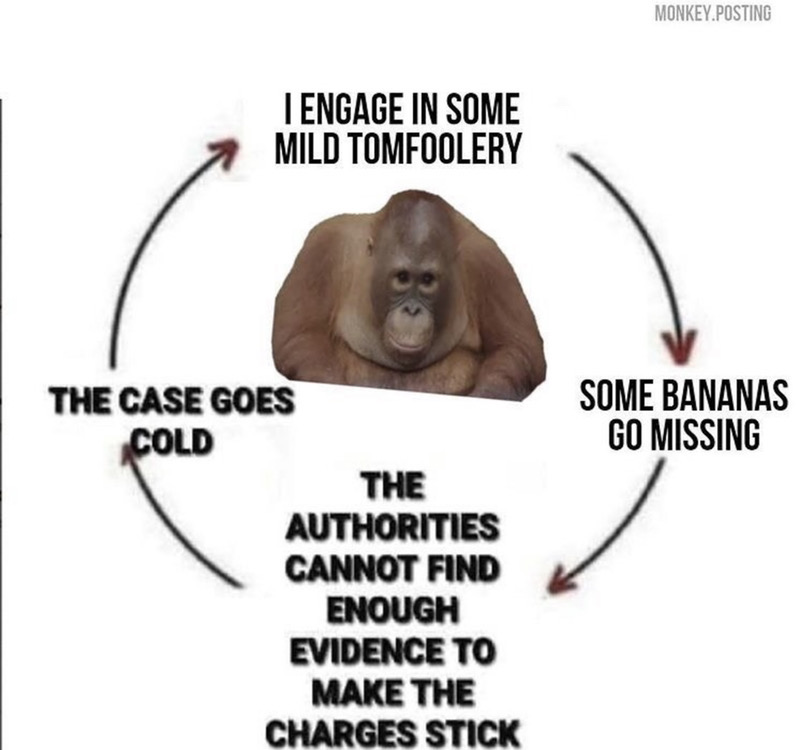 MONKEY.POSTING
I ENGAGE IN SOME
MILD TOMFOOLERY
SOME BANANAS
GO MISSING
THE
AUTHORITIES
CANNOT FIND
ENOUGH
EVIDENCE TO
MAKE THE
CHARGES STICK
THE CASE GOES
COLD